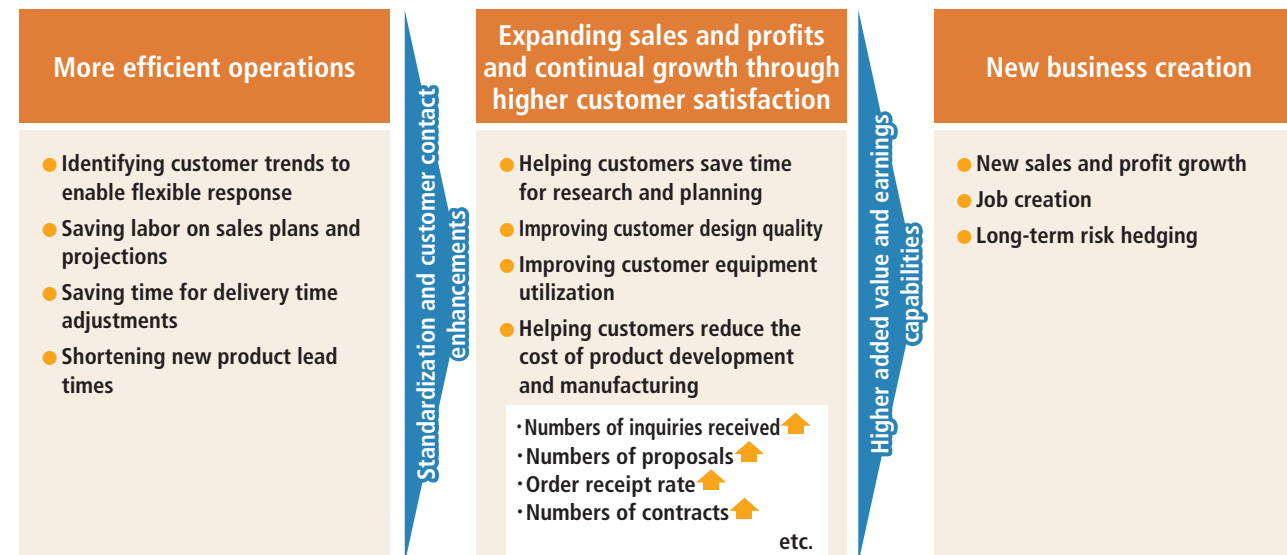 More efficient operations
● Identifying customer trends to
enable flexible response
● Saving labor on sales plans and
projections
● Saving time for delivery time
adjustments
● Shortening new product lead
times
Standardization and customer contact
enhancements
Expanding sales and profits
and continual growth through
higher customer satisfaction
● Helping customers save time
for research and planning
● Improving customer design quality
● Improving customer equipment
utilization
● Helping customers reduce the
cost of product development
and manufacturing
・Numbers of inquiries received
・Numbers of proposals
・Order receipt rate
・Numbers of contracts
etc.
Higher added value and earnings
capabilities
New business creation
● New sales and profit growth
● Job creation
● Long-term risk hedging